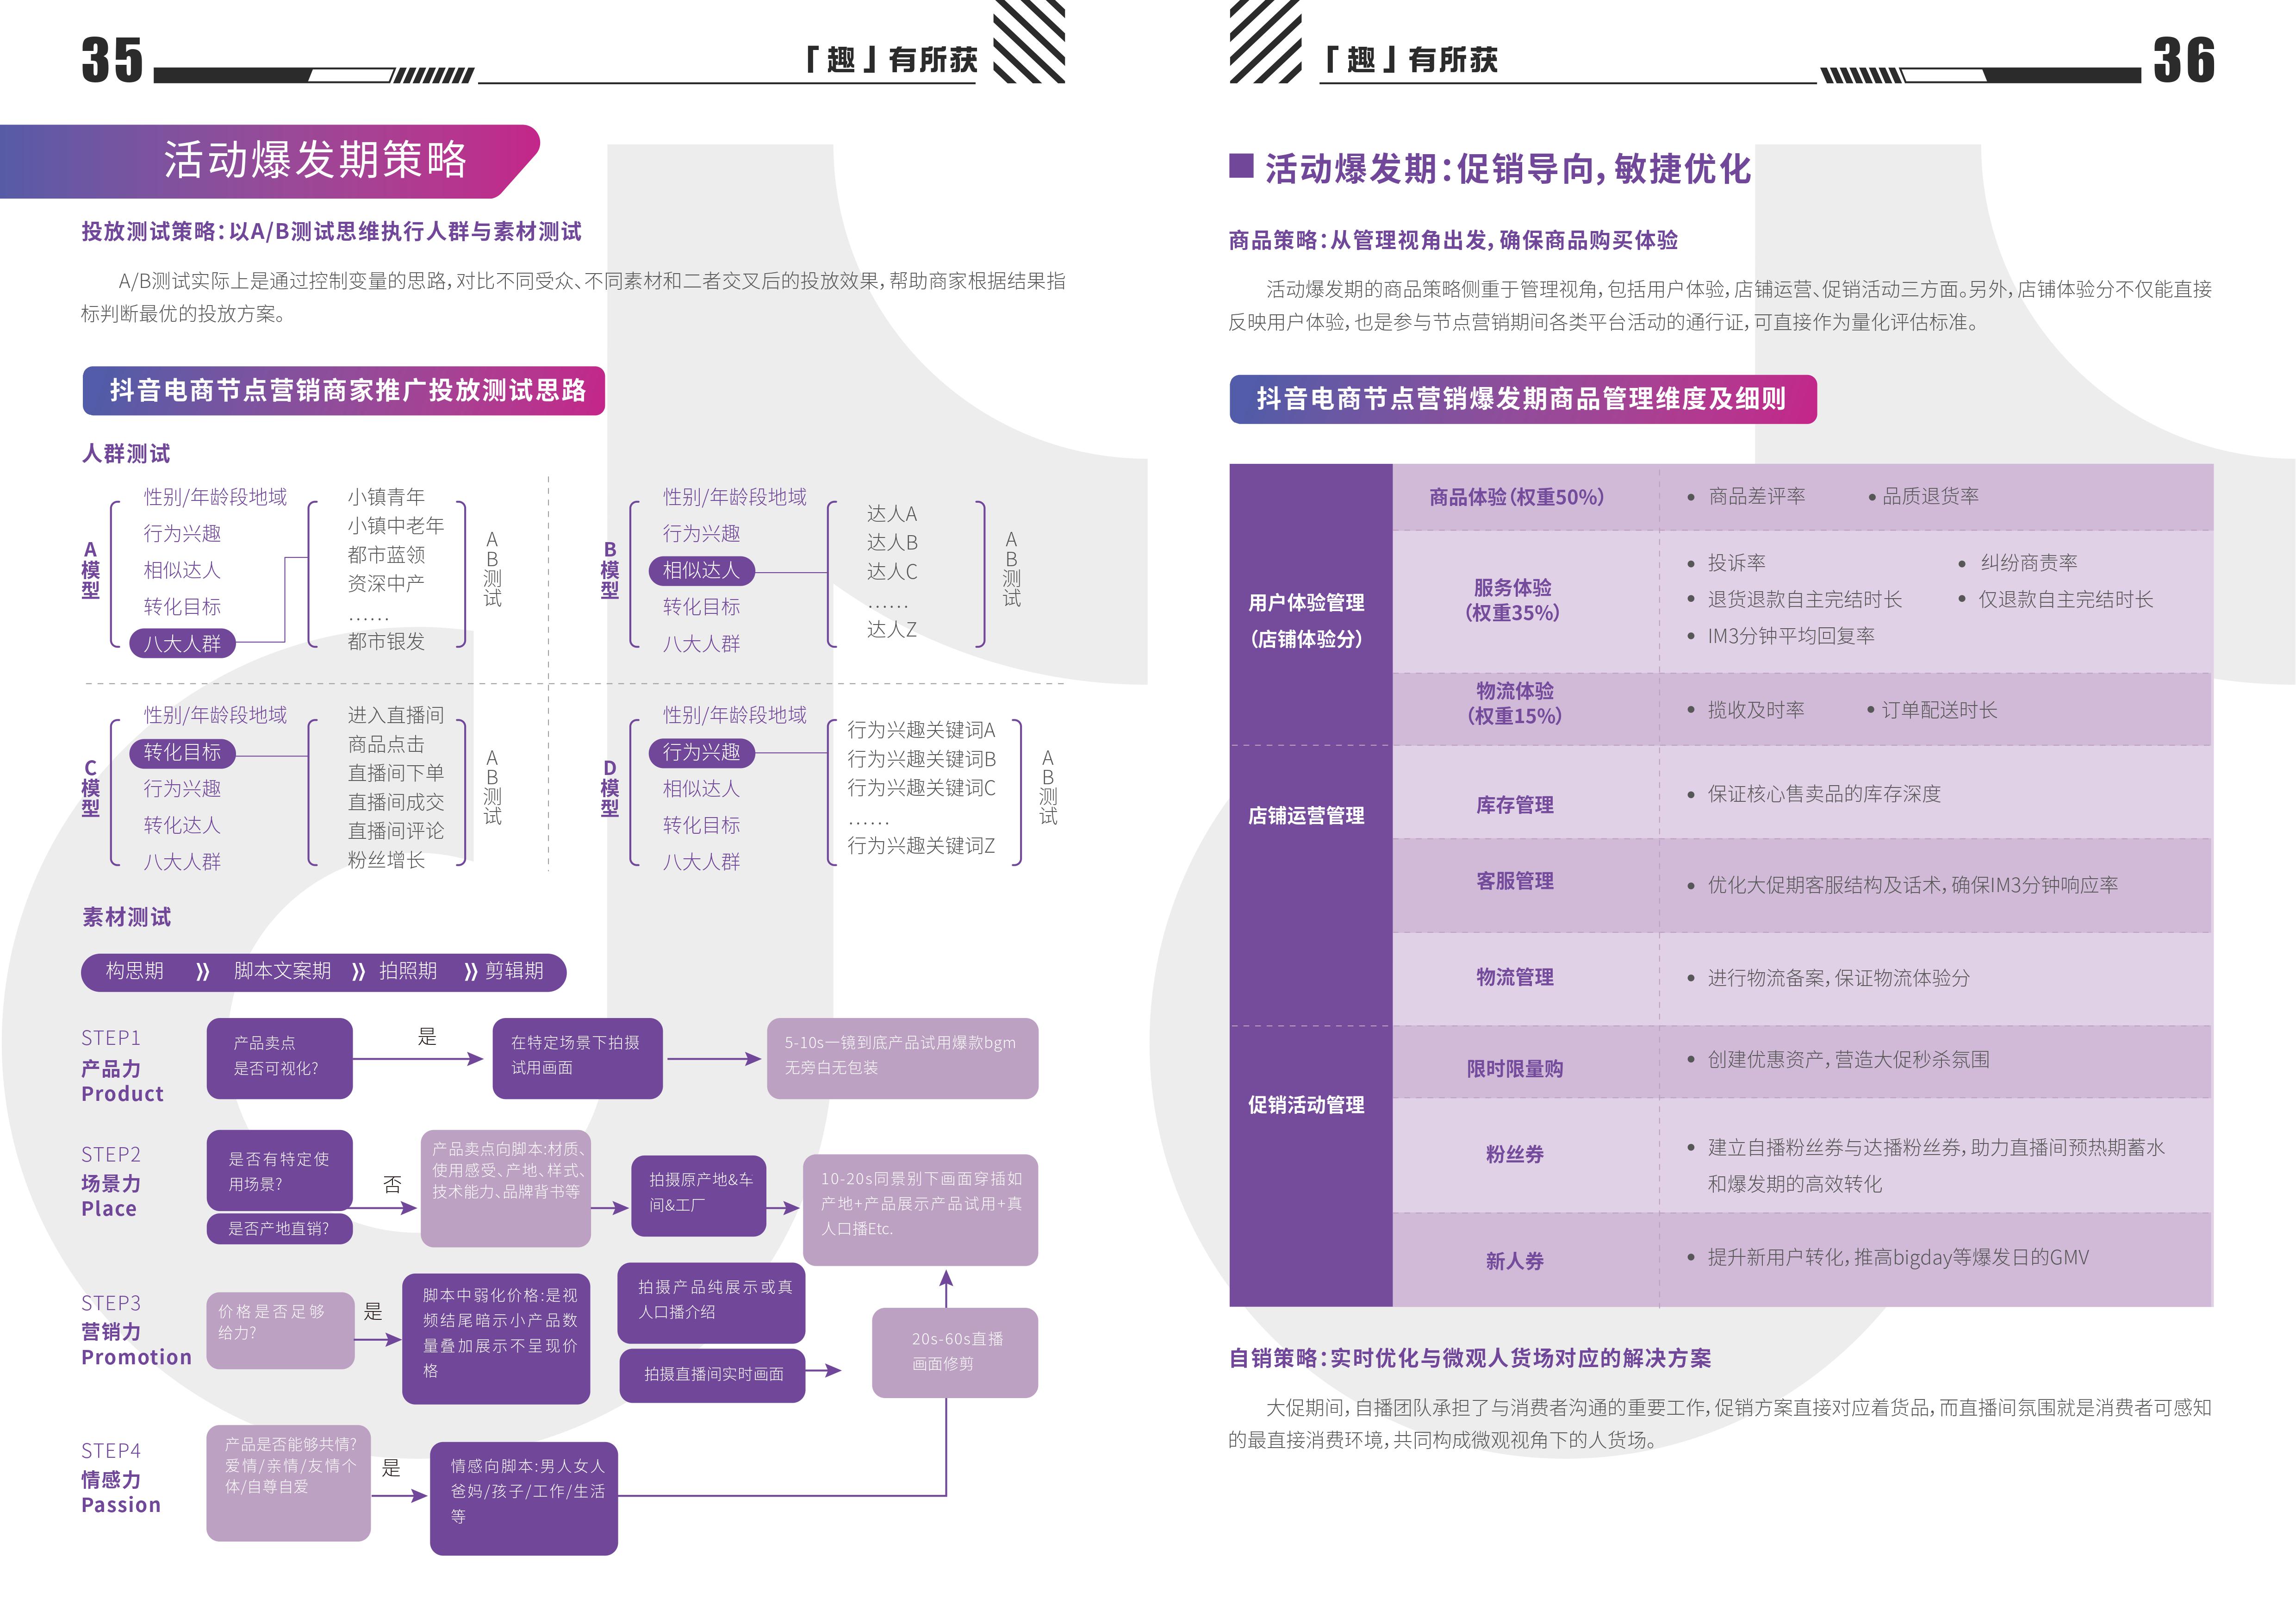 35
「趣」有所获
活动爆发期策略
投放测试策略：以A/B测试思维执行人群与素材测试
A/B测试实际上是通过控制变量的思路，对比不同受众、不同素材和二者交叉后的投放效果，帮助商家根据结果指
标判断最优的投放方案。
抖音电商节点营销商家推广投放测试思路
人群测试
A模型
性别/年龄段地域
行为兴趣
相似达人
转化目标
八大人群
小镇青年
小镇中老年
都市蓝领
资深中产
……
都市银发
AB测试
B模型
性别/年龄段地域
行为兴趣
相似达人
转化目标
八大人群
达人A
达人B
达人C
……
达人Z
AB测试
C模型
性别/年龄段地域
转化目标
行为兴趣
转化达人
八大人群
进入直播间
商品点击
直播间下单
直播间成交
直播间评论
粉丝增长
AB测试
D模型
性别/年龄段地域
行为兴趣
相似达人
转化目标
八大人群
行为兴趣关键词A
行为兴趣关键词B
行为兴趣关键词C
……
行为兴趣关键词Z
AB测试
素材测试
构思期 》 脚本文案期 》 拍照期 》 剪辑期
STEP1
产品力
Product
产品卖点
是否可视化？
是
在特定场景下拍摄
试用画面
5-10s一镜到底产品试用爆款bgm
无旁白无包装
STEP2
场景力
Place
是否有特定使
用场景？
是否产地直销？
否
产品卖点向脚本：材质、
使用感受、产地、样式、
技术能力、品牌背书等
拍摄原产地&车
间&工厂
10-20s同景别下画面穿插如
产地+产品展示产品试用+真
人口播Etc.
STEP3
营销力
Promotion
价格是否足够
给力？
是
脚本中弱化价格：是视
频结尾暗示小产品数
量叠加展示不呈现价
格
拍摄产品纯展示或真
人口播介绍
拍摄直播间实时画面
20s-60s直播
画面修剪
STEP4
情感力
Passion
产品是否能够共情？
爱情/亲情/友情个
体/自尊自爱
是
情感向脚本：男人女人
爸妈/孩子/工作/生活
等
「趣」有所获
36
活动爆发期：促销导向，敏捷优化
商品策略：从管理视角出发，确保商品购买体验
活动爆发期的商品策略侧重于管理视角，包括用户体验，店铺运营、促销活动三方面。另外，店铺体验分不仅能直接
反映用户体验，也是参与节点营销期间各类平台活动的通行证，可直接作为量化评估标准。
抖音电商节点营销爆发期商品管理维度及细则
用户体验管理
（店铺体验分）
商品体验（权重50%）
• 商品差评率 • 品质退货率
服务体验
（权重35%）
• 投诉率 • 纠纷商责率
• 退货退款自主完结时长 • 仅退款自主完结时长
• IM3分钟平均回复率
物流体验
（权重15%）
• 揽收及时率 • 订单配送时长
店铺运营管理
库存管理
• 保证核心售卖品的库存深度
客服管理
• 优化大促期客服结构及话术，确保IM3分钟响应率
物流管理
• 进行物流备案，保证物流体验分
促销活动管理
限时限量购
• 创建优惠资产，营造大促秒杀氛围
粉丝券
• 建立自播粉丝券与达播粉丝券，助力直播间预热期蓄水
和爆发期的高效转化
新人券
• 提升新用户转化，推高bigday等爆发日的GMV
自销策略：实时优化与微观人货场对应的解决方案
大促期间，自播团队承担了与消费者沟通的重要工作，促销方案直接对应着货品，而直播间氛围就是消费者可感知
的最直接消费环境，共同构成微观视角下的人货场。